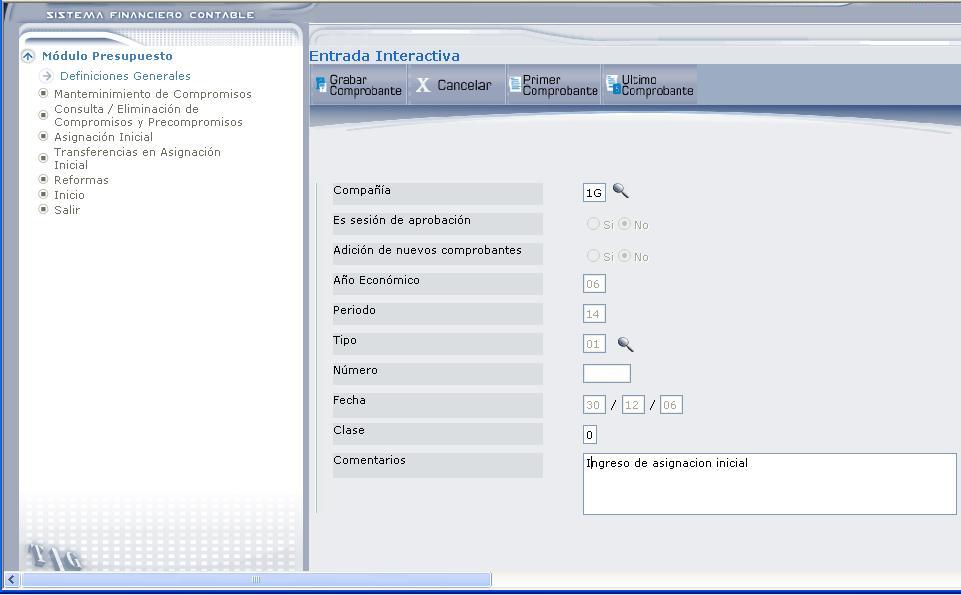 SISTEMA FINANCIERO CONTABLE
Módulo Presupuesto
Definiciones Generales
Manteniminiento de Compromisos
Consulta / Eliminación de
Compromisos y Precompromisos
Asignación Inicial
Transferencias en Asignación
Inicial
Reformas
Inicio
Salir
TAG
Entrada Interactiva
Grabar
Comprobante
X Cancelar
Primer
Comprobante
Ultimo
Comprobante
Compañía 1G
Es sesión de aprobación Si No
Adición de nuevos comprobantes Si No
Año Económico 06
Periodo 14
Tipo 01
Número
Fecha 30 / 12 / 06
Clase 0
Comentarios Ingreso de asignacion inicial